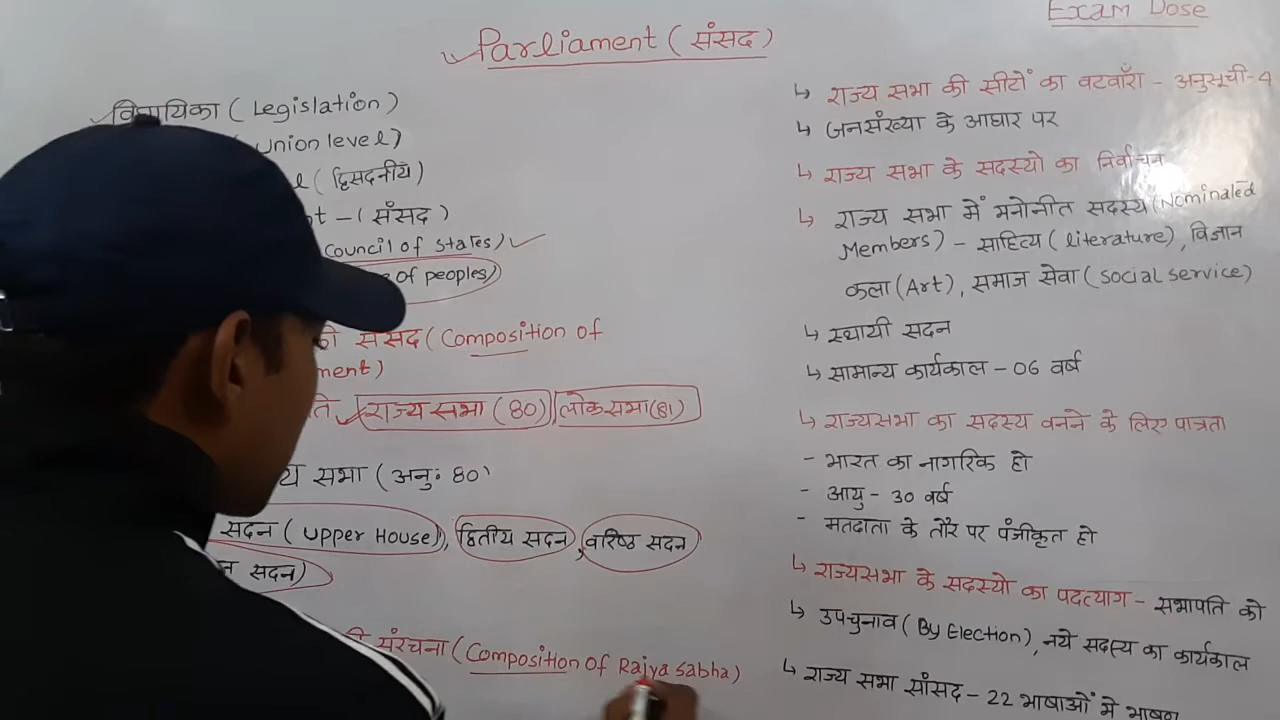 Exam Dose
Parliament (संसद)
विधायिका (Legislation)
Union level)
(द्विसदनीय)
- (संसद)
Council of States)
of peoples)
संसद (Composition of
राज्य सभा (80) लोकसभा (81)
सभा (अनुः 80)
सदन (Upper House), द्वितीय सदन, वरिष्ठ सदन
सदन)
संरचना (Composition of Rajya Sabha)
↳ राज्य सभा की सीटों का बटवाँरा - अनुसूची-4
↳ जनसंख्या के आधार पर
↳ राज्य सभा के सदस्यो का निर्वाचन
↳ राज्य सभा में मनोनीत सदस्य (Nominated
Members) - साहित्य (literature), विज्ञान
कला (Art), समाज सेवा (Social Service)
↳ स्थायी सदन
↳ सामान्य कार्यकाल - 06 वर्ष
↳ राज्यसभा का सदस्य बनने के लिए पात्रता
- भारत का नागरिक हो
- आयु - 30 वर्ष
- मतदाता के तौर पर पंजीकृत हो
↳ राज्यसभा के सदस्यो का पदत्याग - सभापति को
↳ उपचुनाव (By Election), नये सदस्य का कार्यकाल
↳ राज्य सभा सांसद - 22 भाषाओं मे भाषण